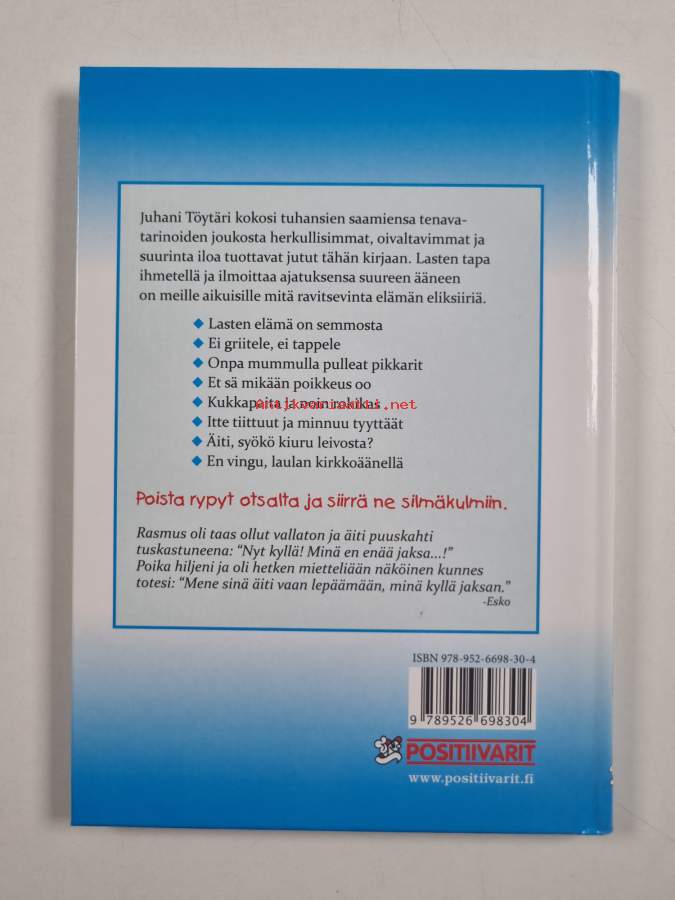 Juhani Töytäri kokosi tuhansien saamiensa tenava-
tarinoiden joukosta herkullisimmat, oivaltavimmat ja
suurinta iloa tuottavat jutut tähän kirjaan. Lasten tapa
ihmetellä ja ilmoittaa ajatuksensa suureen ääneen
on meille aikuisille mitä ravitsevinta elämän eliksiiriä.
◆ Lasten elämä on semmosta
◆ Ei griitele, ei tappele
◆ Onpa mummulla pulleat pikkarit
◆ Et sä mikään poikkeus oo
◆ Kukkapaita ja
Antikvariaatti.net
◆ Itte tiittuut ja minnuu tyyttäät
◆ Äiti, syökö kiuru leivosta?
◆ En vingu, laulan kirkkoäänellä
Poista rypyt otsalta ja siirrä ne silmäkulmiin.
Rasmus oli taas ollut vallaton ja äiti puuskahti
tuskastuneena: “Nyt kyllä! Minä en enää jaksa...!”
Poika hiljeni ja oli hetken mietteliään näköinen kunnes
totesi: “Mene sinä äiti vaan lepäämään, minä kyllä jaksan.”
-Esko
ISBN 978-952-6698-30-4
9 789526 698304
POSITIIVARIT
www.positiivarit.fi